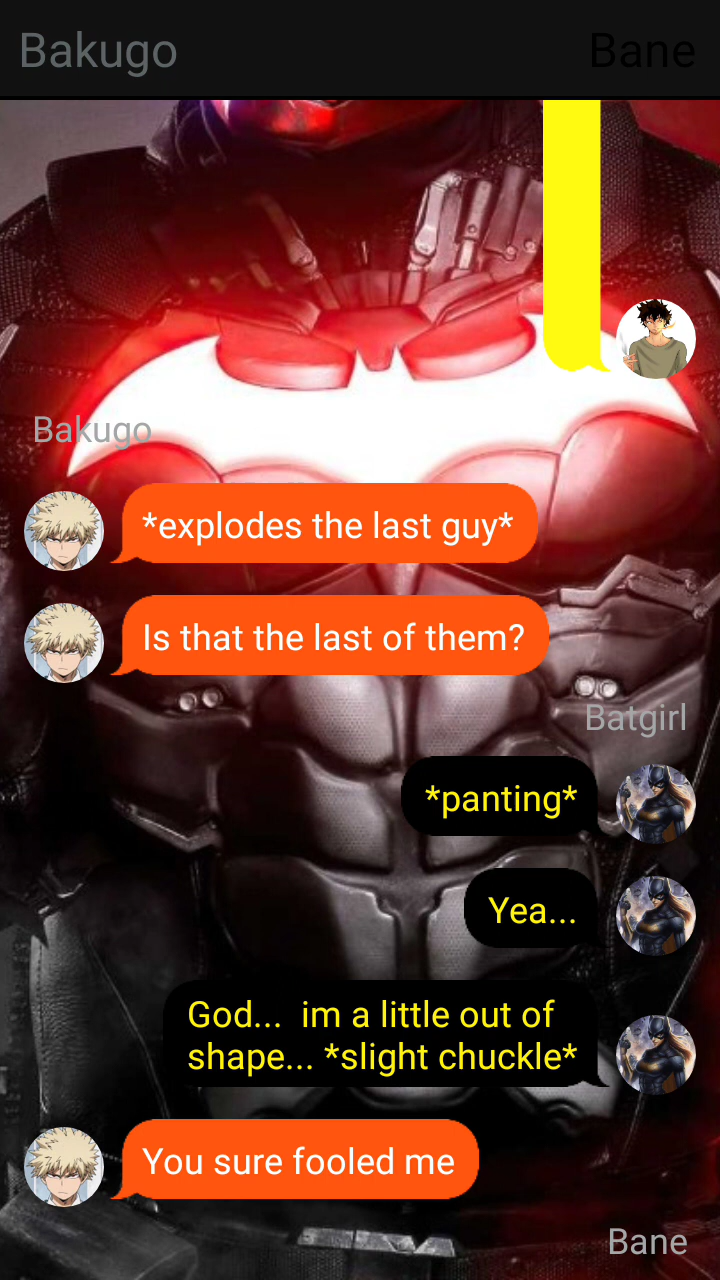 Bakugo
Bane
Bakugo
*explodes the last guy*
Is that the last of them?
Batgirl
*panting*
Yea...
God...  im a little out of
shape... *slight chuckle*
You sure fooled me
Bane